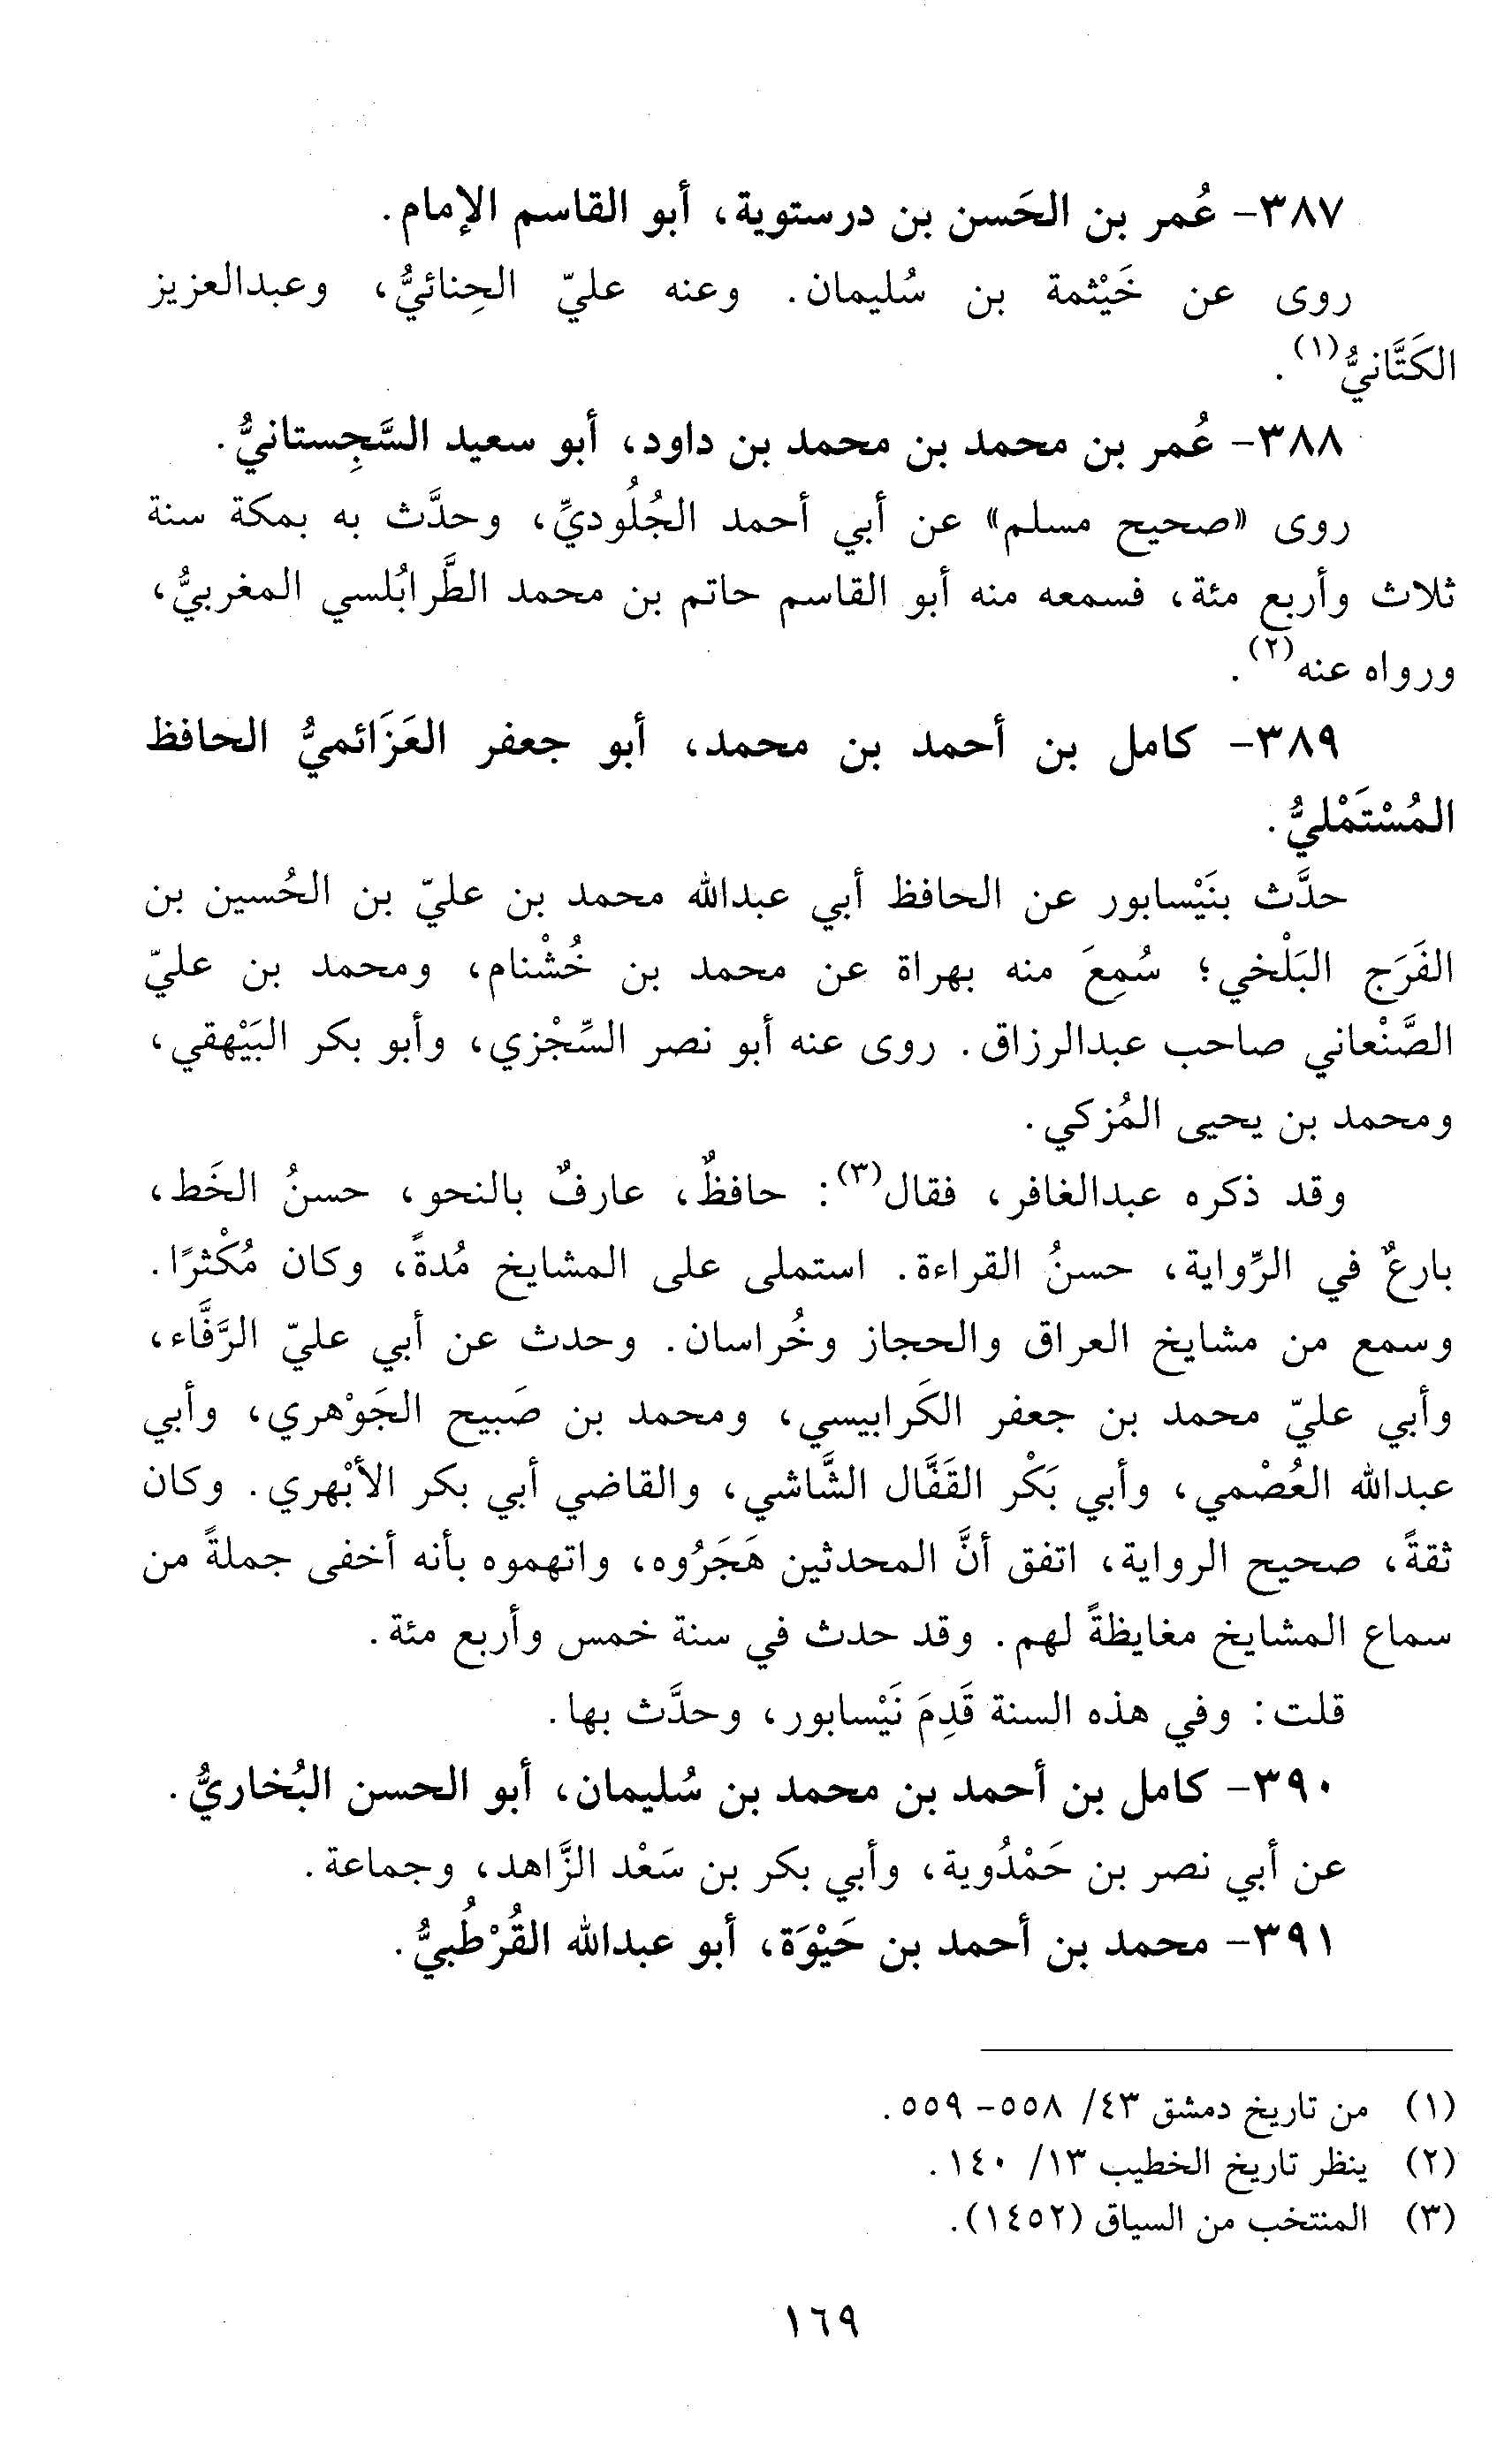 ٣٨٧- عُمر بن الحَسن بن درستوية، أبو القاسم الإمام.
روى عن خَيْثمة بن سُليمان. وعنه عليّ الحِنائيُّ، وعبدالعزيز
الكَتَّانيُّ(١).
٣٨٨- عُمر بن محمد بن محمد بن داود، أبو سعيد السَّجِستانيُّ.
روى «صحيح مسلم» عن أبي أحمد الجُلُوديِّ، وحدَّث به بمكة سنة
ثلاث وأربع مئة، فسمعه منه أبو القاسم حاتم بن محمد الطَّرابُلسي المغربيُّ،
ورواه عنه(٢).
٣٨٩- كامل بن أحمد بن محمد، أبو جعفر العَزَائميُّ الحافظ
المُسْتَمْليُّ.
حدَّث بنَيْسابور عن الحافظ أبي عبدالله محمد بن عليّ بن الحُسين بن
الفَرَج البَلْخي؛ سُمِعَ منه بهراة عن محمد بن خُشْنام، ومحمد بن عليّ
الصَّنْعاني صاحب عبدالرزاق. روى عنه أبو نصر السِّجْزي، وأبو بكر البَيْهقي،
ومحمد بن يحيى المُزكي.
وقد ذكره عبدالغافر، فقال(٣): حافظٌ، عارفٌ بالنحو، حسنُ الخَط،
بارعٌ في الرِّواية، حسنُ القراءة. استملى على المشايخ مُدةً، وكان مُكْثرًا.
وسمع من مشايخ العراق والحجاز وخُراسان. وحدث عن أبي عليّ الرَّفَّاء،
وأبي عليّ محمد بن جعفر الكَرابيسي، ومحمد بن صَبيح الجَوْهري، وأبي
عبدالله العُصْمي، وأبي بَكْر القَفَّال الشَّاشي، والقاضي أبي بكر الأبْهري. وكان
ثقةً، صحيح الرواية، اتفق أنَّ المحدثين هَجَرُوه، واتهموه بأنه أخفى جملةً من
سماع المشايخ مغايظةً لهم. وقد حدث في سنة خمس وأربع مئة.
قلت: وفي هذه السنة قَدِمَ نَيْسابور، وحدَّث بها.
٣٩٠- كامل بن أحمد بن محمد بن سُليمان، أبو الحسن البُخاريُّ.
عن أبي نصر بن حَمْدُوية، وأبي بكر بن سَعْد الزَّاهد، وجماعة.
٣٩١- محمد بن أحمد بن حَيْوَة، أبو عبدالله القُرْطُبيُّ.
(١) من تاريخ دمشق ٤٣/ ٥٥٨- ٥٥٩.
(٢) ينظر تاريخ الخطيب ١٣/ ١٤٠.
(٣) المنتخب من السياق (١٤٥٢).
١٦٩